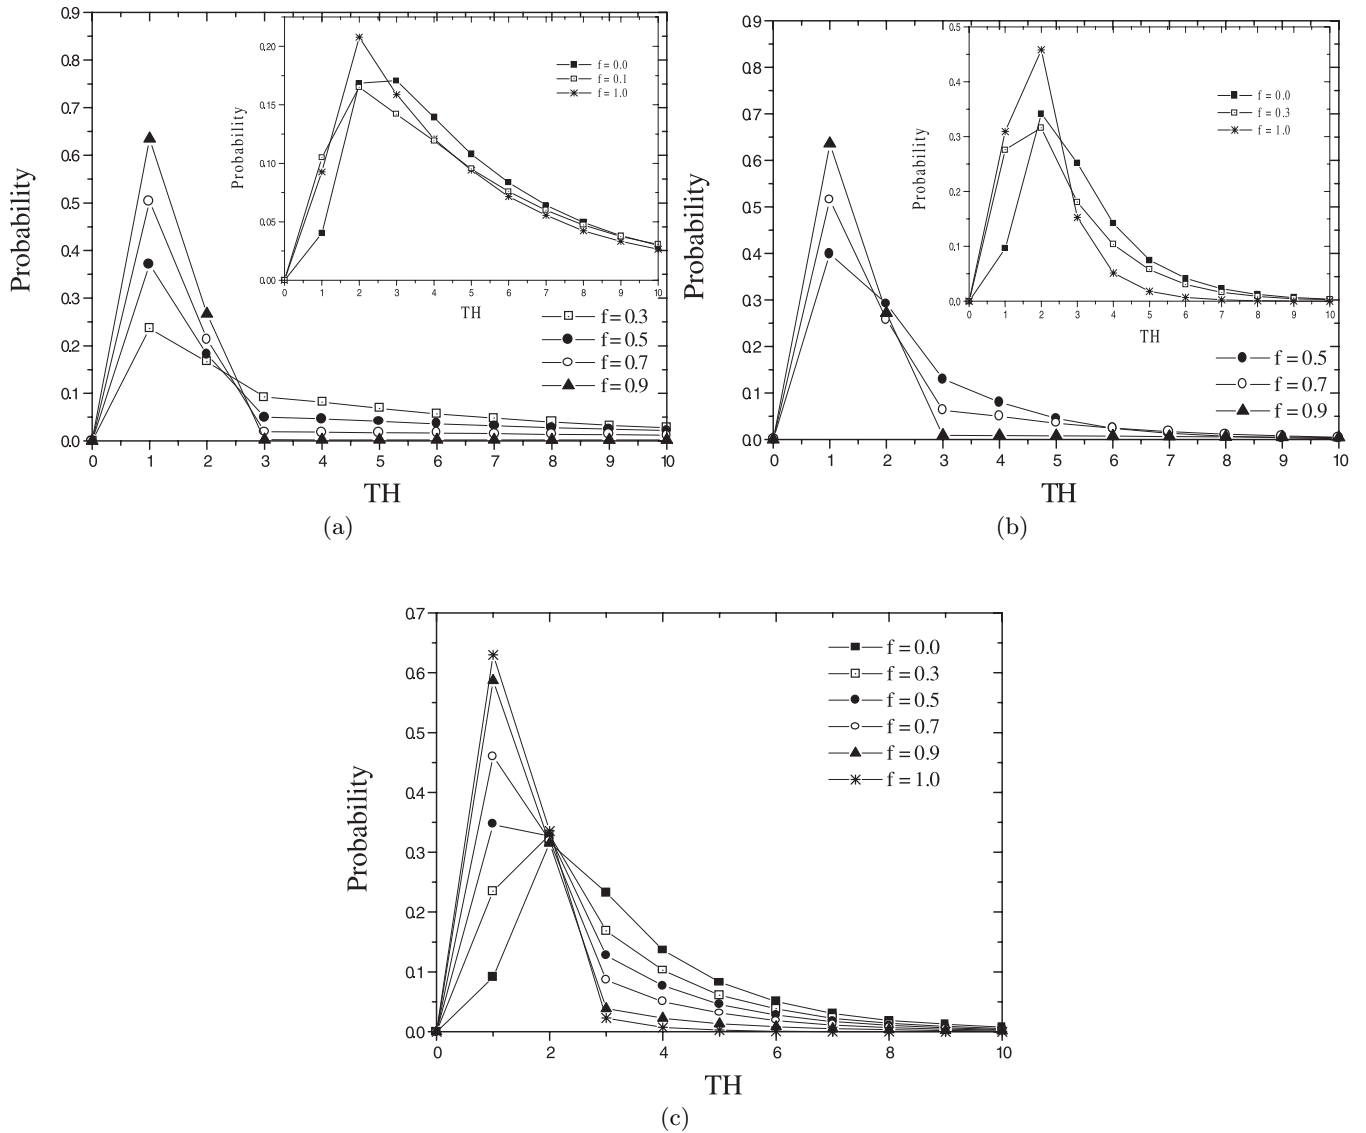 0.9
0.8
0.7
0.6
0.5
0.4
0.3
0.2
0.1
0.0
Probability
0 1 2 3 4 5 6 7 8 9 10
TH
f = 0.3
f = 0.5
f = 0.7
f = 0.9
0.20
0.15
0.10
0.05
0.00
Probability
0 1 2 3 4 5 6 7 8 9 10
TH
f = 0.0
f = 0.1
f = 1.0
(a)
0.9
0.8
0.7
0.6
0.5
0.4
0.3
0.2
0.1
0.0
Probability
0 1 2 3 4 5 6 7 8 9 10
TH
f = 0.5
f = 0.7
f = 0.9
0.5
0.4
0.3
0.2
0.1
0.0
Probability
0 1 2 3 4 5 6 7 8 9 10
TH
f = 0.0
f = 0.3
f = 1.0
(b)
0.7
0.6
0.5
0.4
0.3
0.2
0.1
0.0
Probability
0 2 4 6 8 10
TH
f = 0.0
f = 0.3
f = 0.5
f = 0.7
f = 0.9
f = 1.0
(c)